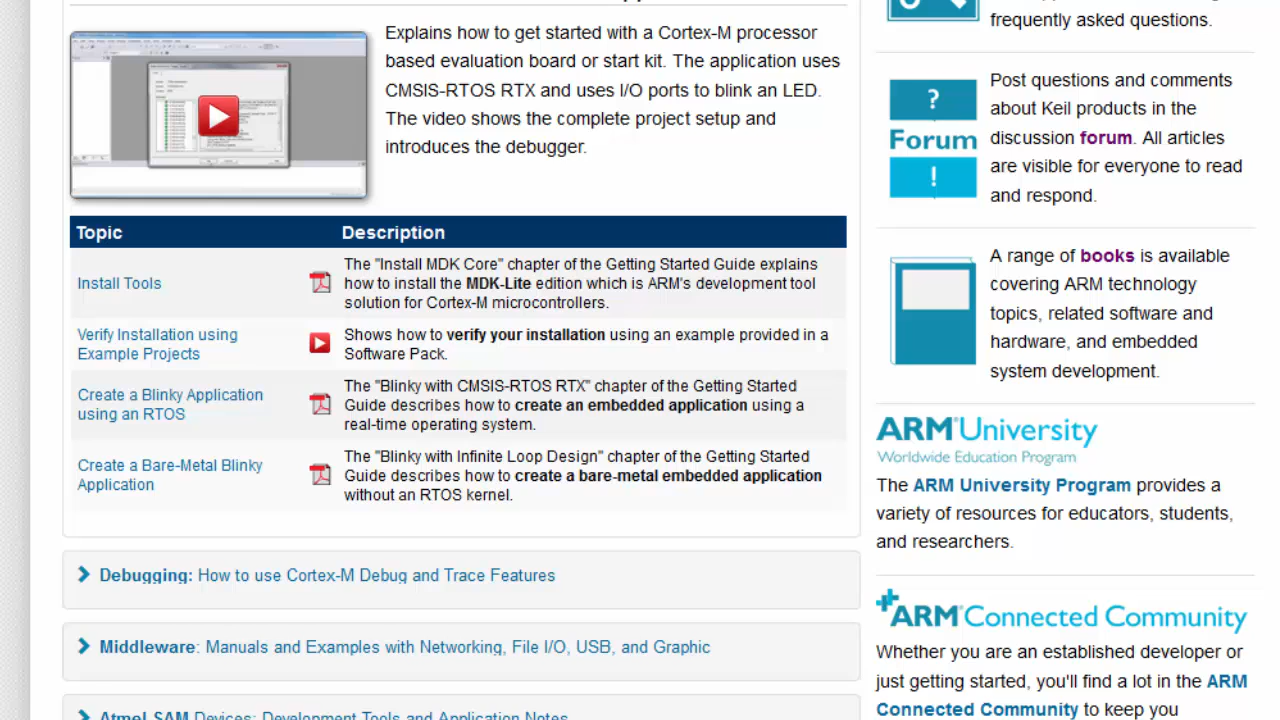 Explains how to get started with a Cortex-M processor
based evaluation board or start kit. The application uses
CMSIS-RTOS RTX and uses I/O ports to blink an LED.
The video shows the complete project setup and
introduces the debugger.
Topic Description
Install Tools
The "Install MDK Core" chapter of the Getting Started Guide explains
how to install the MDK-Lite edition which is ARM's development tool
solution for Cortex-M microcontrollers.
Verify Installation using
Example Projects
Shows how to verify your installation using an example provided in a
Software Pack.
Create a Blinky Application
using an RTOS
The "Blinky with CMSIS-RTOS RTX" chapter of the Getting Started
Guide describes how to create an embedded application using a
real-time operating system.
Create a Bare-Metal Blinky
Application
The "Blinky with Infinite Loop Design" chapter of the Getting Started
Guide describes how to create a bare-metal embedded application
without an RTOS kernel.
Debugging: How to use Cortex-M Debug and Trace Features
Middleware: Manuals and Examples with Networking, File I/O, USB, and Graphic
Atmel SAM Devices: Development Tools and Application Notes
frequently asked questions.
?
Forum
!
Post questions and comments
about Keil products in the
discussion forum. All articles
are visible for everyone to read
and respond.
A range of books is available
covering ARM technology
topics, related software and
hardware, and embedded
system development.
ARM® University
Worldwide Education Program
The ARM University Program provides a
variety of resources for educators, students,
and researchers.
ARM® Connected Community
Whether you are an established developer or
just getting started, you'll find a lot in the ARM
Connected Community to keep you